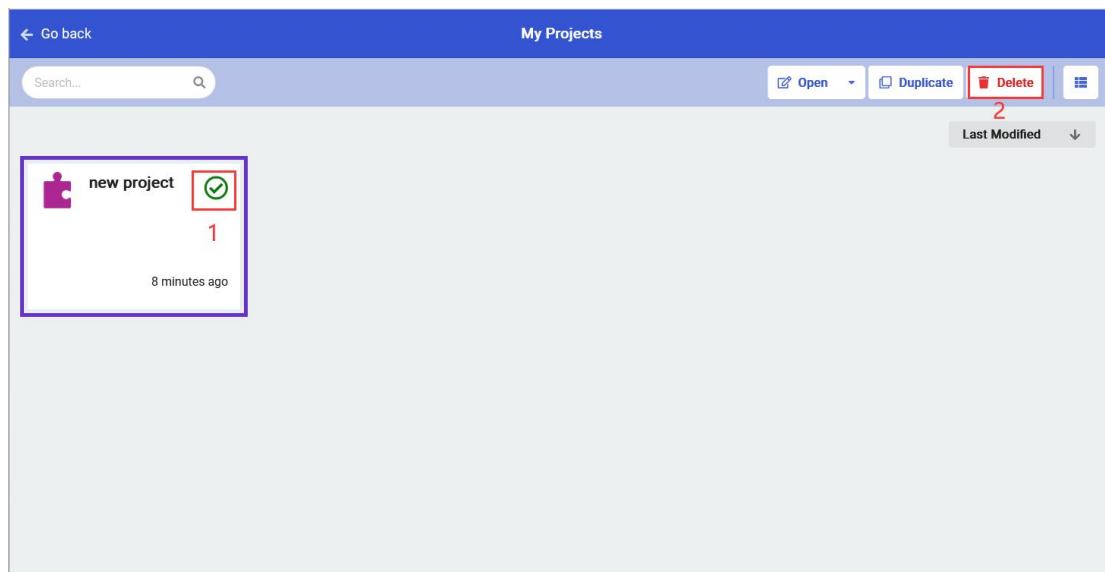 Go back
My Projects
Search...
Open
Duplicate
Delete
2
Last Modified
new project
1
8 minutes ago